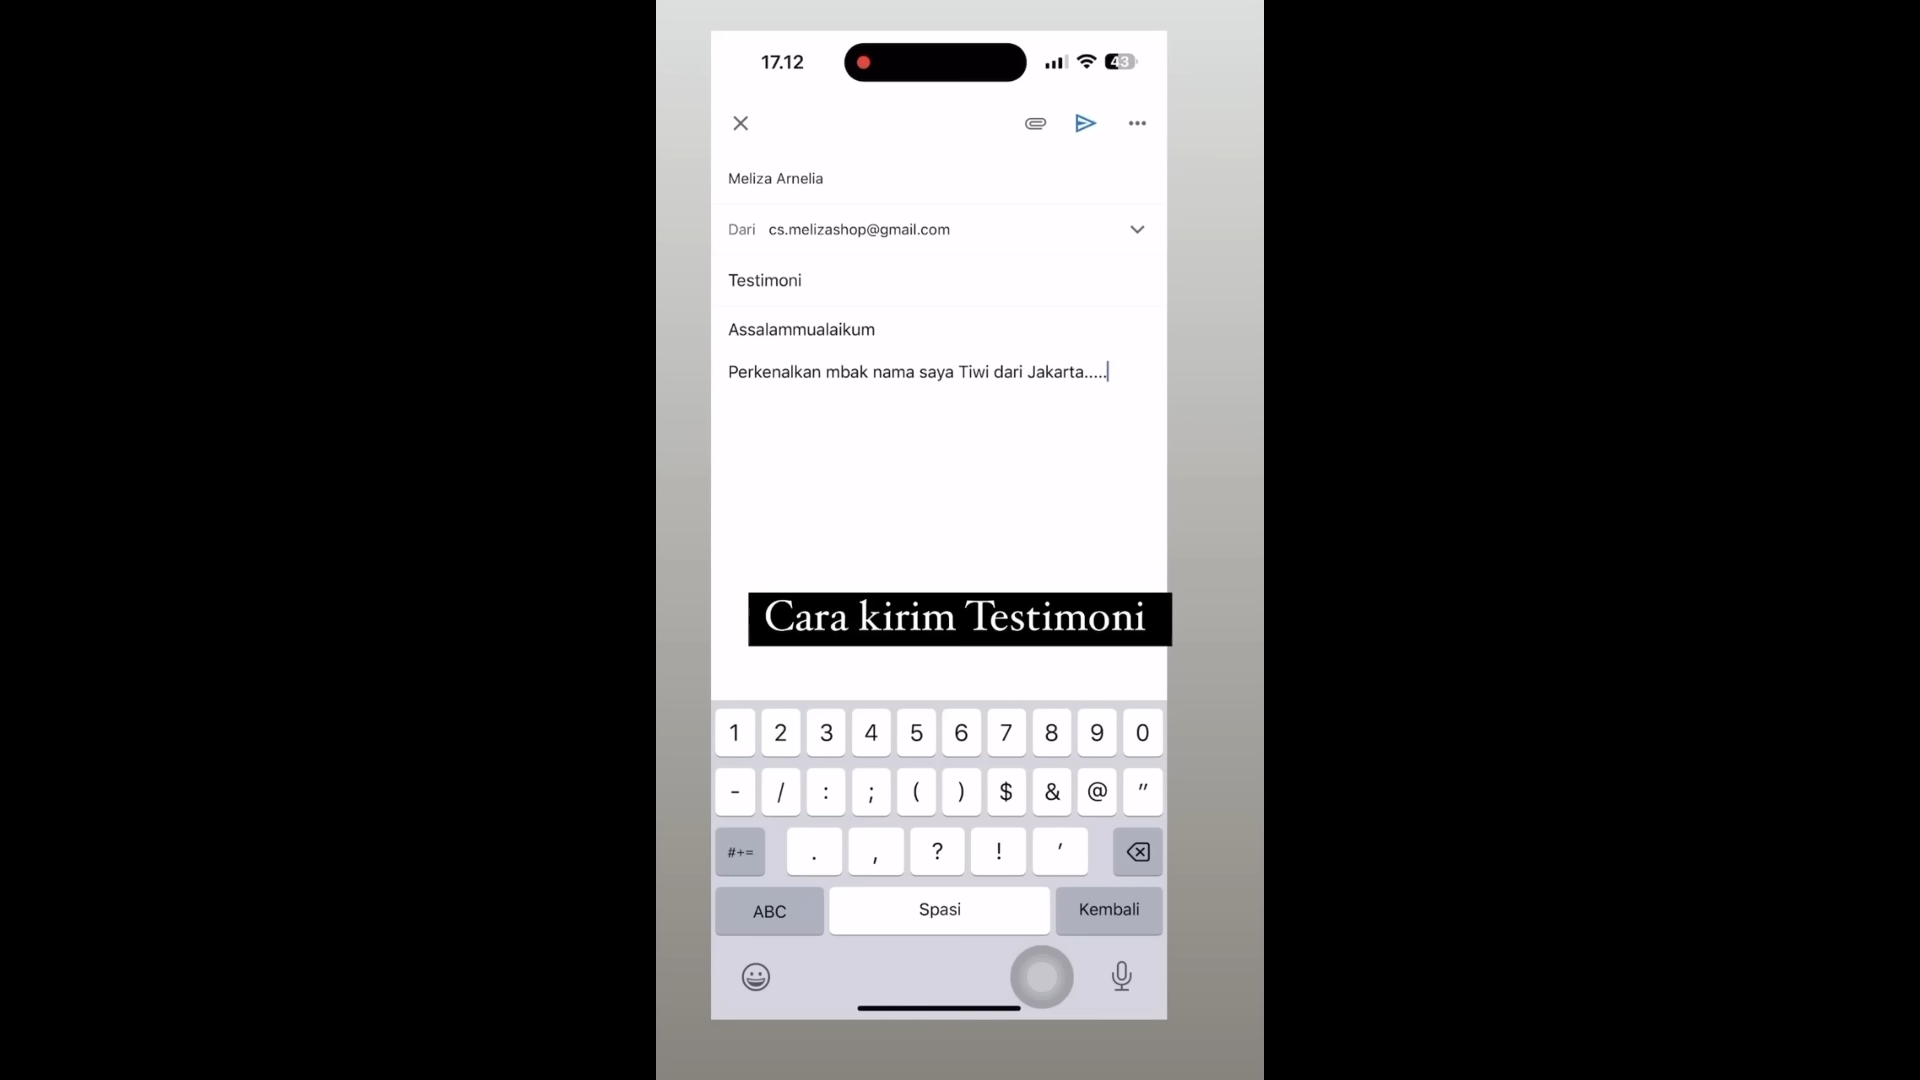 17.12
43
Meliza Arnelia
Dari cs.melizashop@gmail.com
Testimoni
Assalammualaikum
Perkenalkan mbak nama saya Tiwi dari Jakarta.....
Cara kirim Testimoni
1 2 3 4 5 6 7 8 9 0
- / : ; ( ) $ & @ "
#+= . , ? ! '
ABC Spasi Kembali